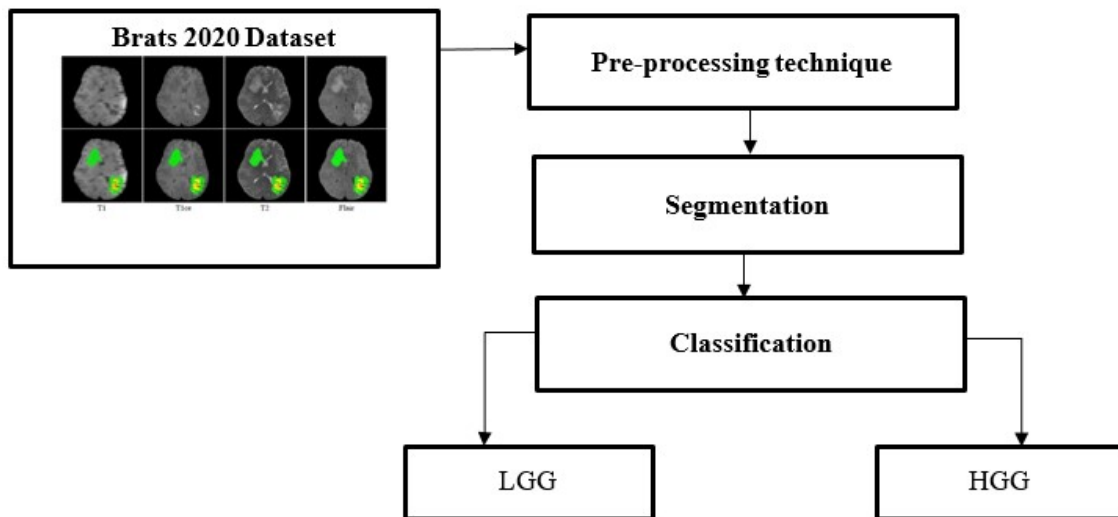 Brats 2020 Dataset
T1
T1ce
T2
Flair
Pre-processing technique
Segmentation
Classification
LGG
HGG